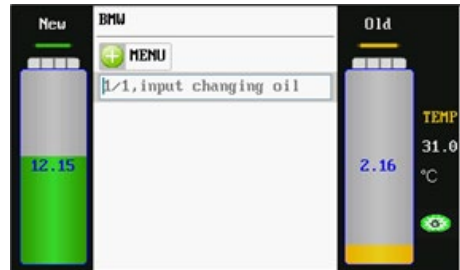 New
12.15
BMW
MENU
1/1,input changing oil
Old
2.16
TEMP
31.0
℃